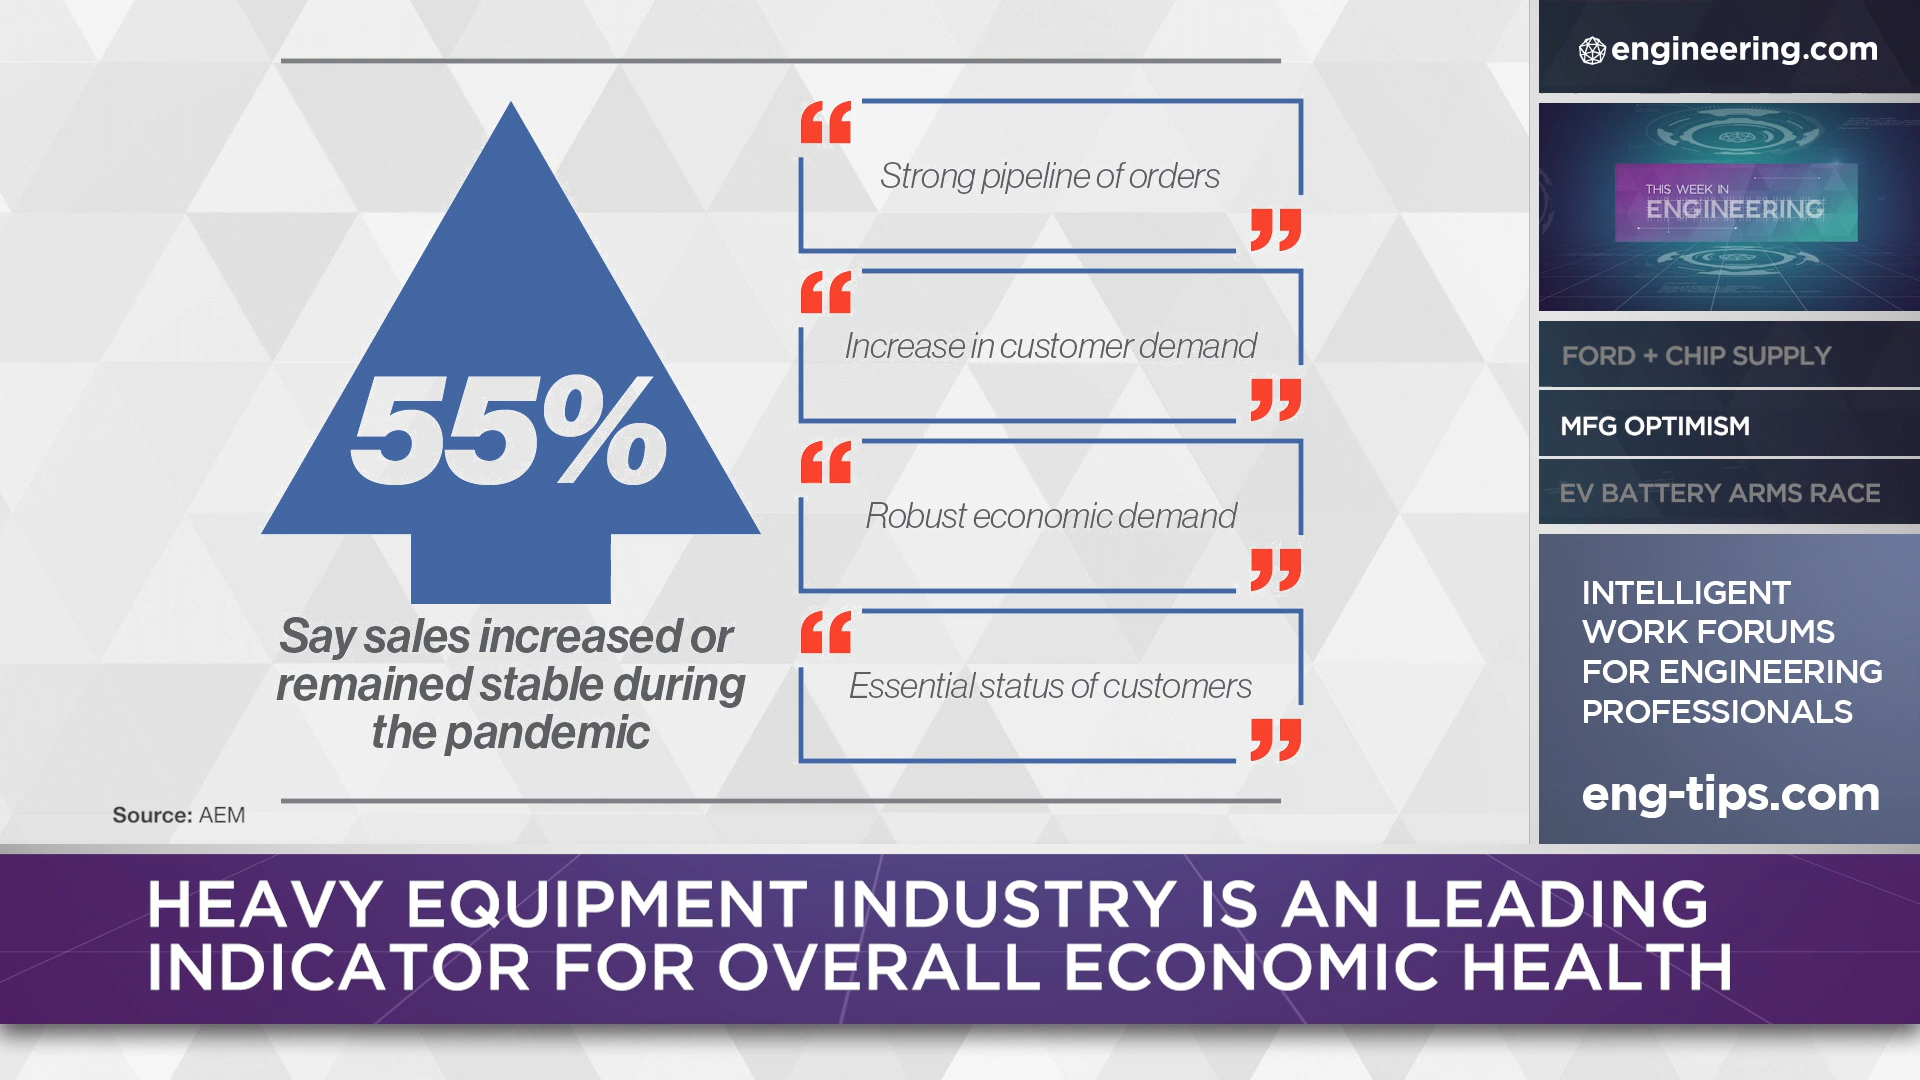 55%
Say sales increased or
remained stable during
the pandemic
“
Strong pipeline of orders
”
“
Increase in customer demand
”
“
Robust economic demand
”
“
Essential status of customers
”
Source: AEM
engineering.com
THIS WEEK IN
ENGINEERING
FORD + CHIP SUPPLY
MFG OPTIMISM
EV BATTERY ARMS RACE
INTELLIGENT
WORK FORUMS
FOR ENGINEERING
PROFESSIONALS
eng-tips.com
HEAVY EQUIPMENT INDUSTRY IS AN LEADING
INDICATOR FOR OVERALL ECONOMIC HEALTH